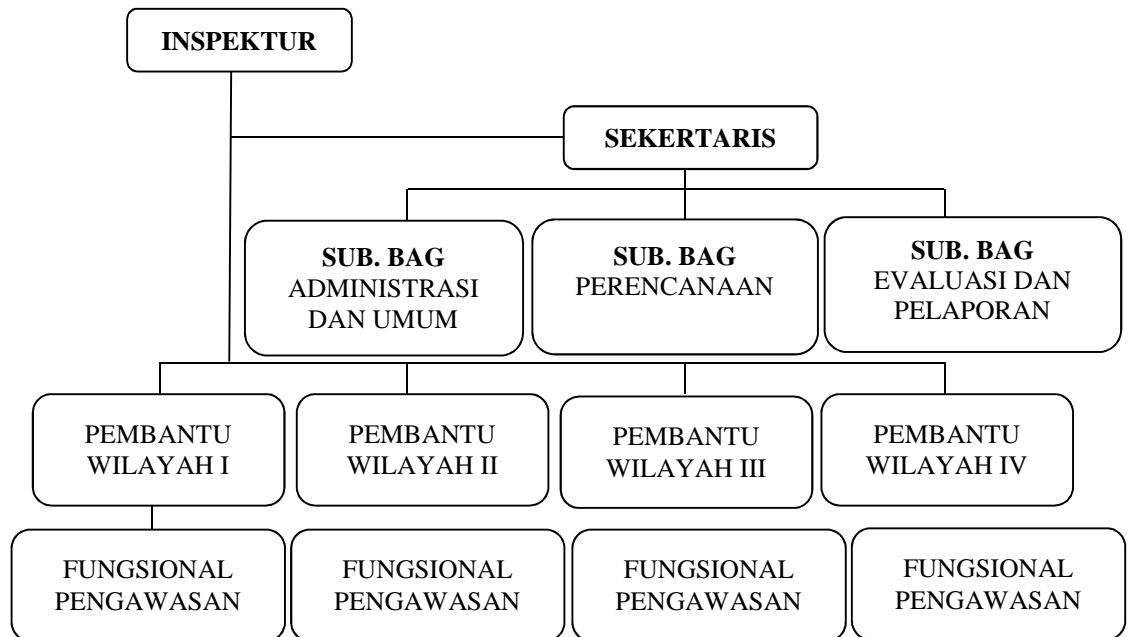 INSPEKTUR
SEKERTARIS
SUB. BAG
ADMINISTRASI
DAN UMUM
SUB. BAG
PERENCANAAN
SUB. BAG
EVALUASI DAN
PELAPORAN
PEMBANTU
WILAYAH I
PEMBANTU
WILAYAH II
PEMBANTU
WILAYAH III
PEMBANTU
WILAYAH IV
FUNGSIONAL
PENGAWASAN
FUNGSIONAL
PENGAWASAN
FUNGSIONAL
PENGAWASAN
FUNGSIONAL
PENGAWASAN